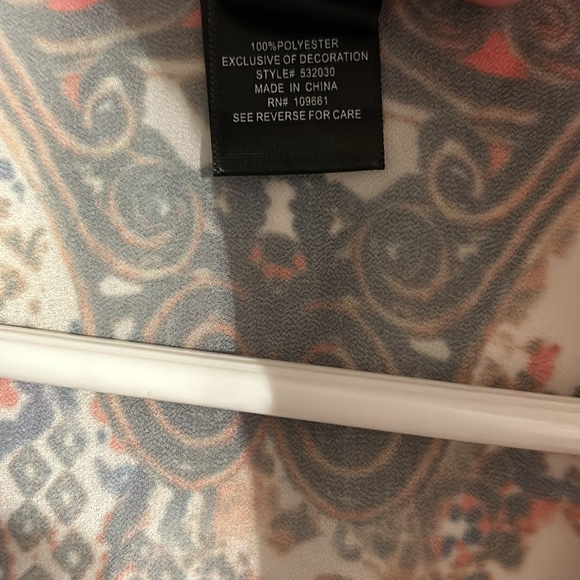 100%POLYESTER
EXCLUSIVE OF DECORATION
STYLE# 532030
MADE IN CHINA
RN# 109661
SEE REVERSE FOR CARE